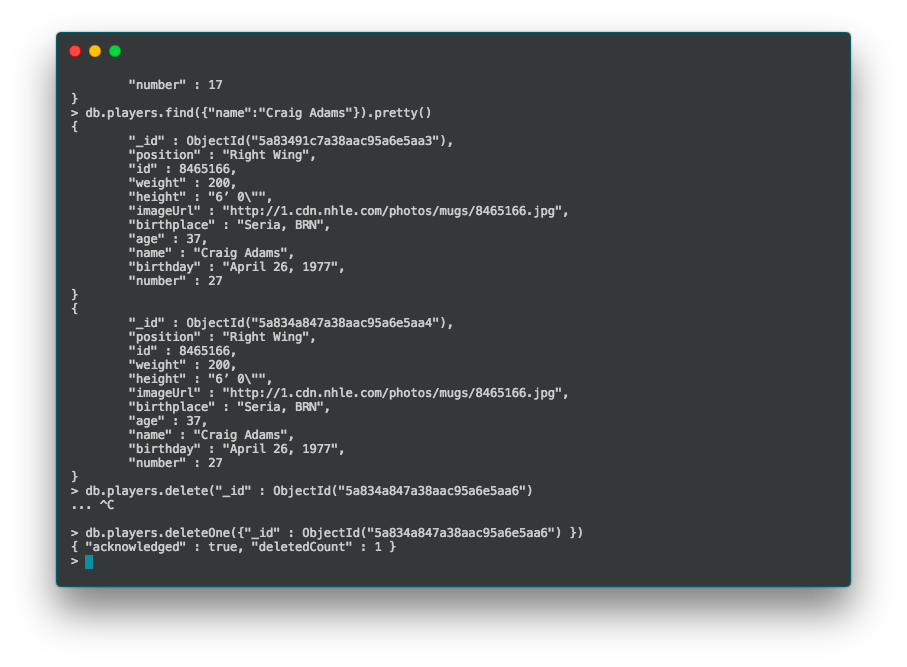 "number" : 17
}
> db.players.find({"name":"Craig Adams"}).pretty()
{
"_id" : ObjectId("5a83491c7a38aac95a6e5aa3"),
"position" : "Right Wing",
"id" : 8465166,
"weight" : 200,
"height" : "6’ 0\"",
"imageUrl" : "http://1.cdn.nhle.com/photos/mugs/8465166.jpg",
"birthplace" : "Seria, BRN",
"age" : 37,
"name" : "Craig Adams",
"birthday" : "April 26, 1977",
"number" : 27
}
{
"_id" : ObjectId("5a834a847a38aac95a6e5aa4"),
"position" : "Right Wing",
"id" : 8465166,
"weight" : 200,
"height" : "6’ 0\"",
"imageUrl" : "http://1.cdn.nhle.com/photos/mugs/8465166.jpg",
"birthplace" : "Seria, BRN",
"age" : 37,
"name" : "Craig Adams",
"birthday" : "April 26, 1977",
"number" : 27
}
> db.players.delete("_id" : ObjectId("5a834a847a38aac95a6e5aa6")
... ^C
> db.players.deleteOne({"_id" : ObjectId("5a834a847a38aac95a6e5aa6") })
{ "acknowledged" : true, "deletedCount" : 1 }
>